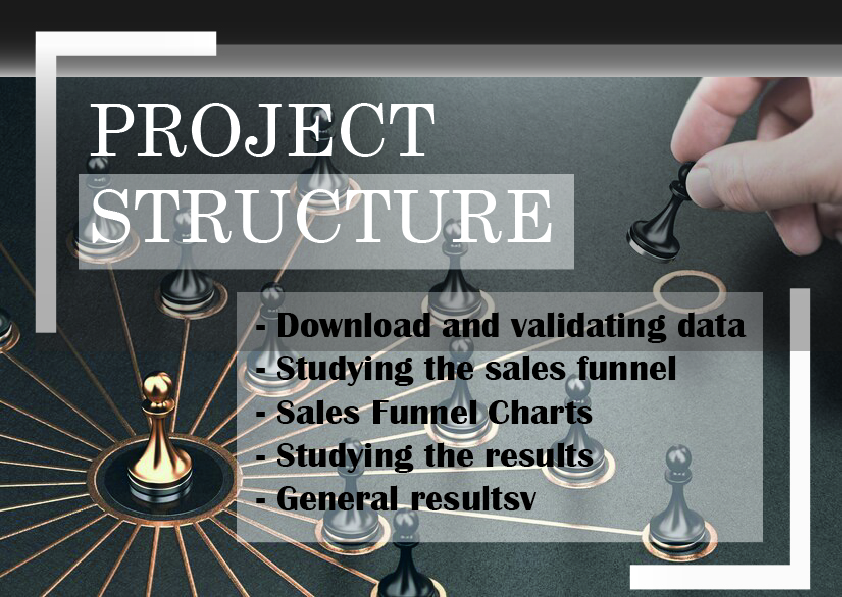 PROJECT
STRUCTURE
- Download and validating data
- Studying the sales funnel
- Sales Funnel Charts
- Studying the results
- General resultsv